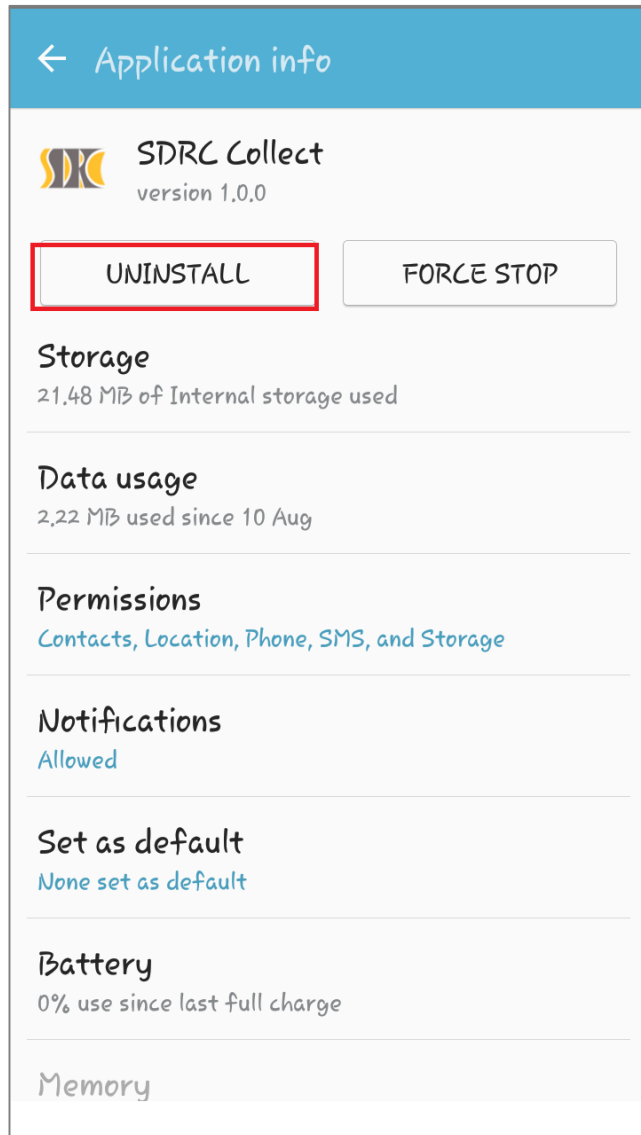 Application info
SDRC
SDRC Collect
version 1.0.0
UNINSTALL
FORCE STOP
Storage
21.48 MB of Internal storage used
Data usage
2.22 MB used since 10 Aug
Permissions
Contacts, Location, Phone, SMS, and Storage
Notifications
Allowed
Set as default
None set as default
Battery
0% use since last full charge
Memory